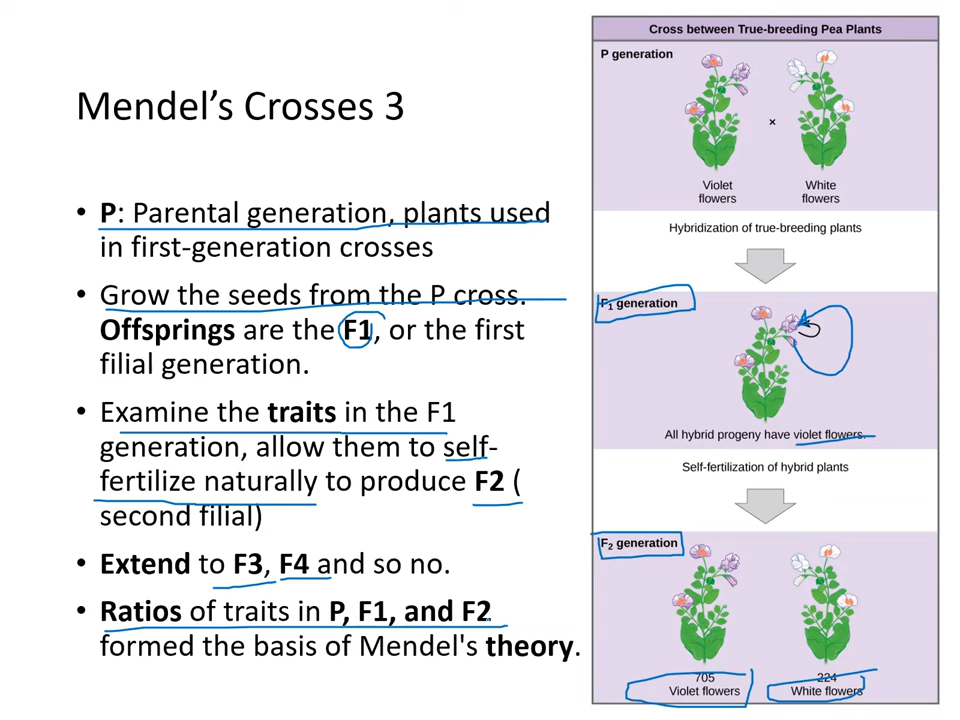 Mendel's Crosses 3
• P: Parental generation, plants used
in first-generation crosses
• Grow the seeds from the P cross.
Offsprings are the F1, or the first
filial generation.
• Examine the traits in the F1
generation, allow them to self-
fertilize naturally to produce F2 (
second filial)
• Extend to F3, F4 and so no.
• Ratios of traits in P, F1, and F2
formed the basis of Mendel's theory.
Cross between True-breeding Pea Plants
P generation
×
Violet
flowers
White
flowers
Hybridization of true-breeding plants
F₁ generation
All hybrid progeny have violet flowers.
Self-fertilization of hybrid plants
F₂ generation
705
Violet flowers
224
White flowers